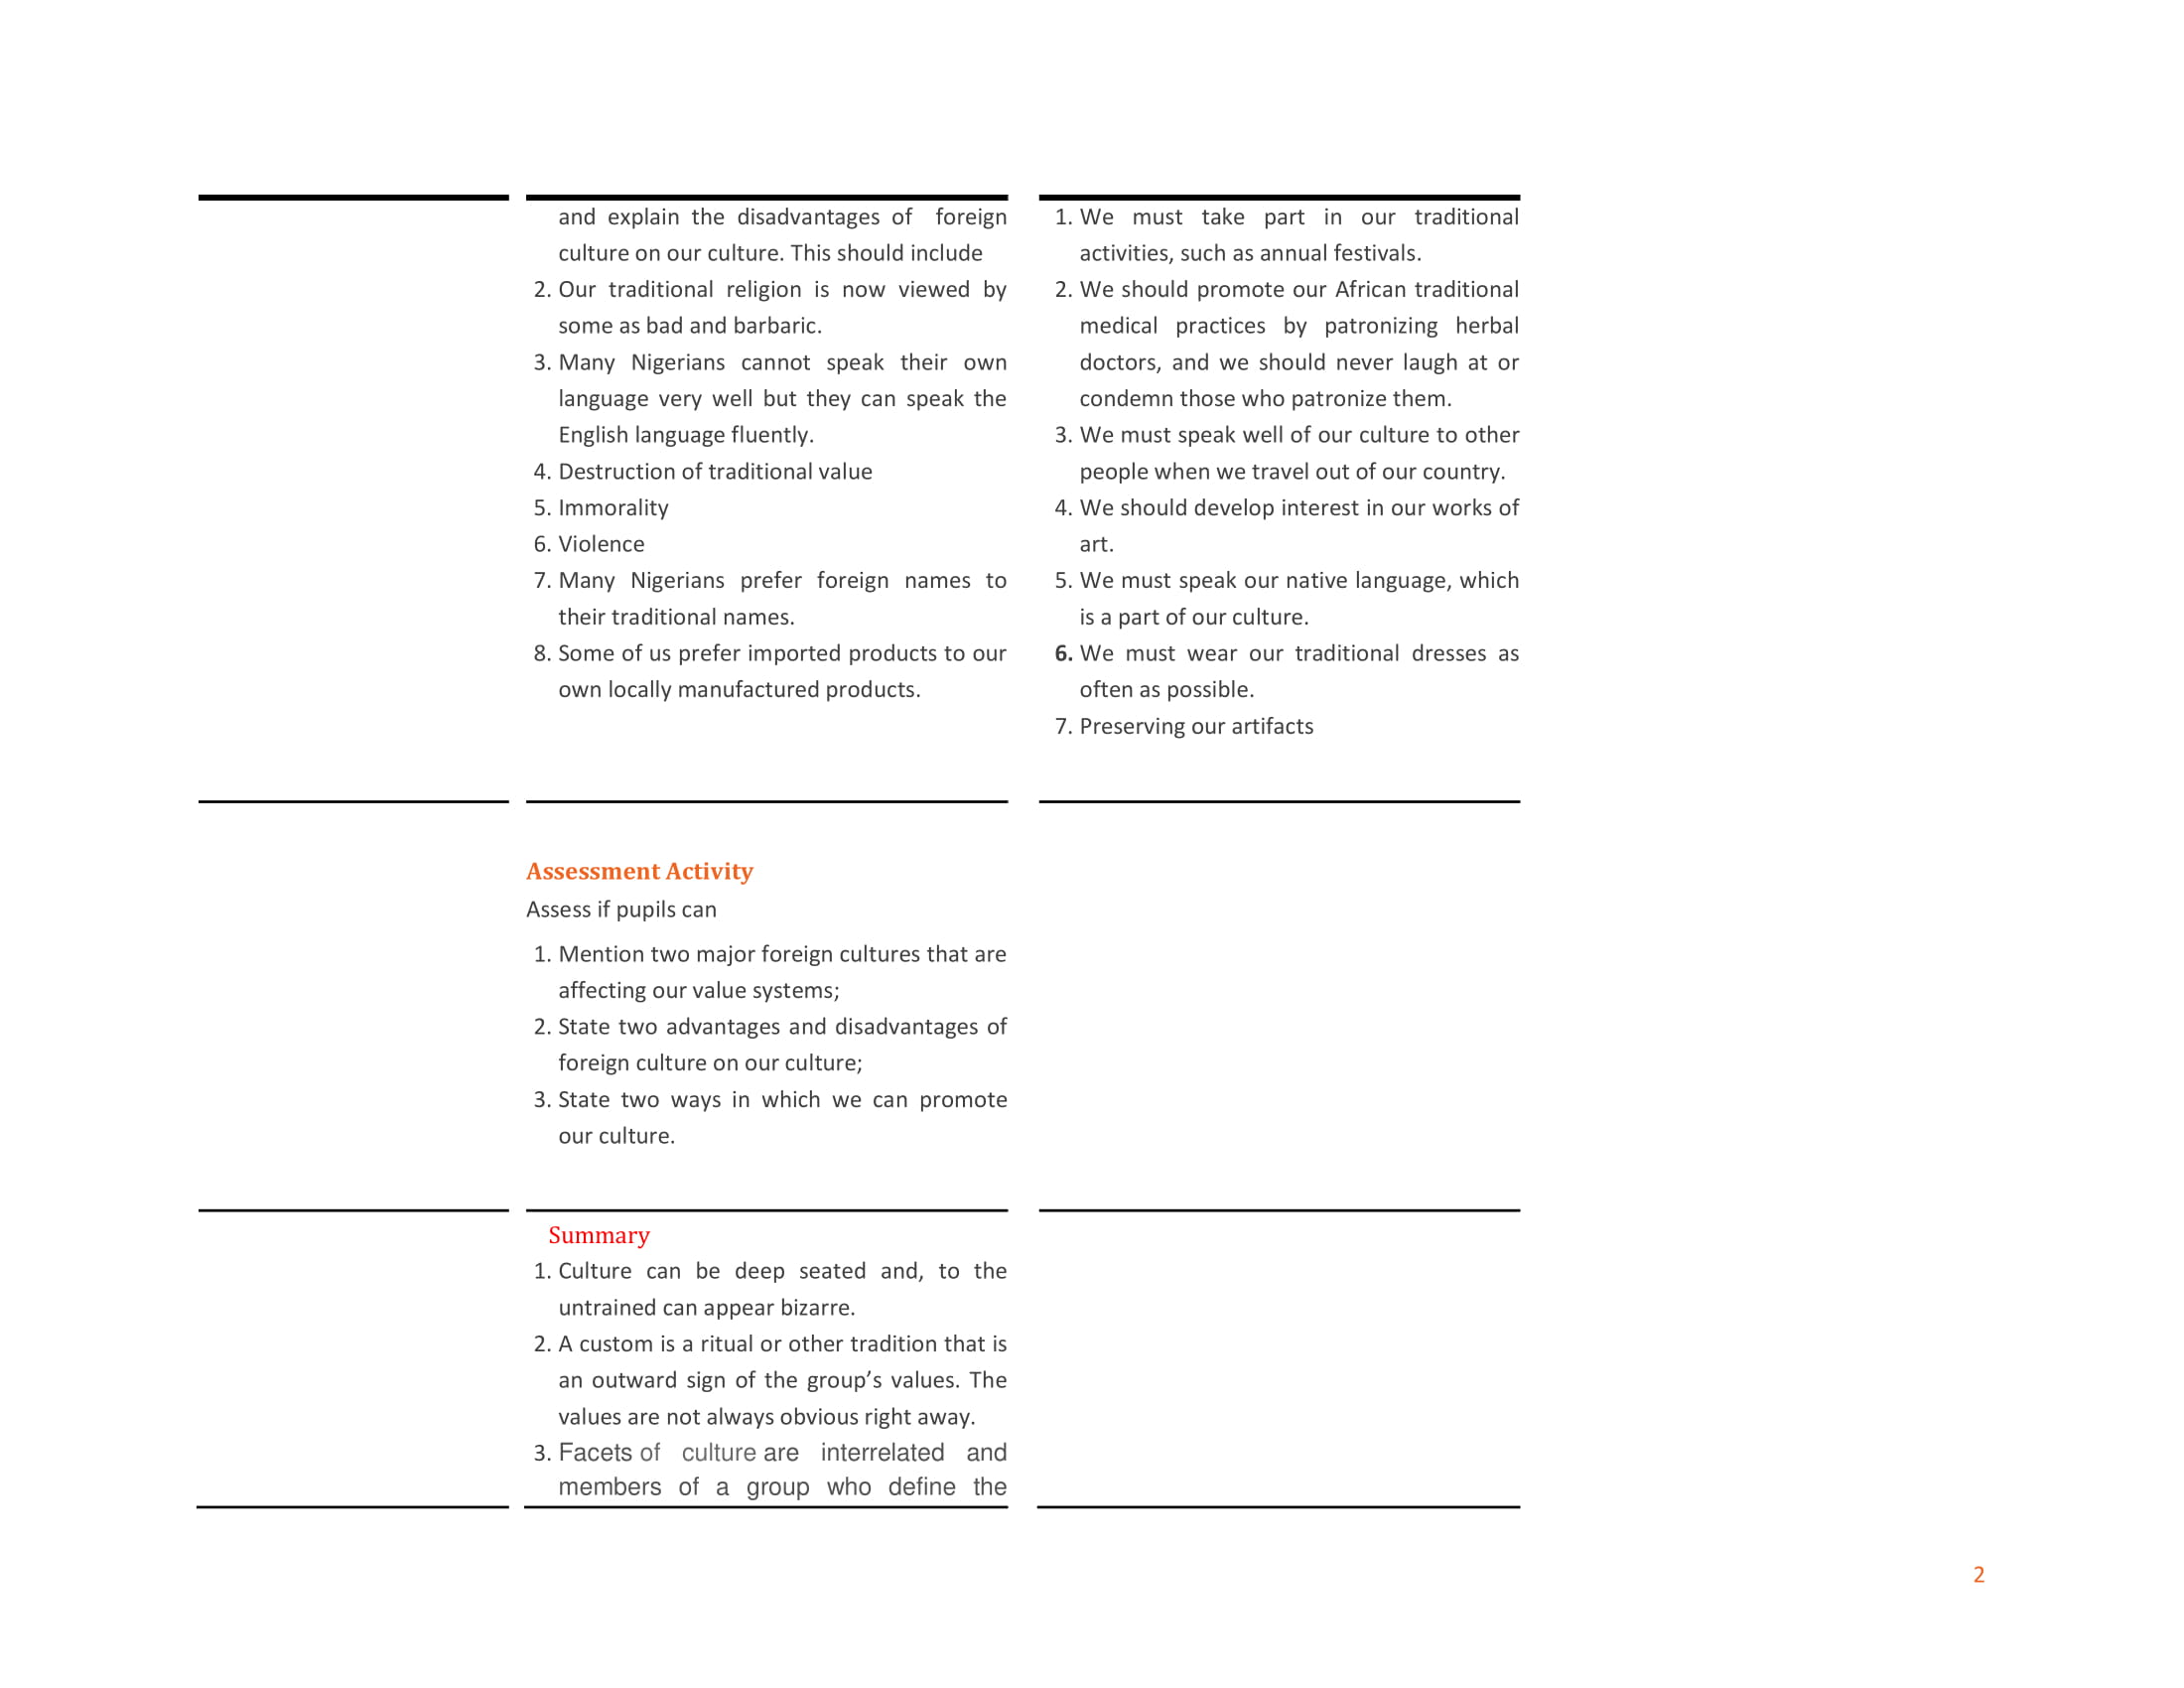 and explain the disadvantages of foreign
culture on our culture. This should include
2. Our traditional religion is now viewed by
some as bad and barbaric.
3. Many Nigerians cannot speak their own
language very well but they can speak the
English language fluently.
4. Destruction of traditional value
5. Immorality
6. Violence
7. Many Nigerians prefer foreign names to
their traditional names.
8. Some of us prefer imported products to our
own locally manufactured products.
1. We must take part in our traditional
activities, such as annual festivals.
2. We should promote our African traditional
medical practices by patronizing herbal
doctors, and we should never laugh at or
condemn those who patronize them.
3. We must speak well of our culture to other
people when we travel out of our country.
4. We should develop interest in our works of
art.
5. We must speak our native language, which
is a part of our culture.
6. We must wear our traditional dresses as
often as possible.
7. Preserving our artifacts
Assessment Activity
Assess if pupils can
1. Mention two major foreign cultures that are
affecting our value systems;
2. State two advantages and disadvantages of
foreign culture on our culture;
3. State two ways in which we can promote
our culture.
Summary
1. Culture can be deep seated and, to the
untrained can appear bizarre.
2. A custom is a ritual or other tradition that is
an outward sign of the group’s values. The
values are not always obvious right away.
3. Facets of culture are interrelated and
members of a group who define the
2